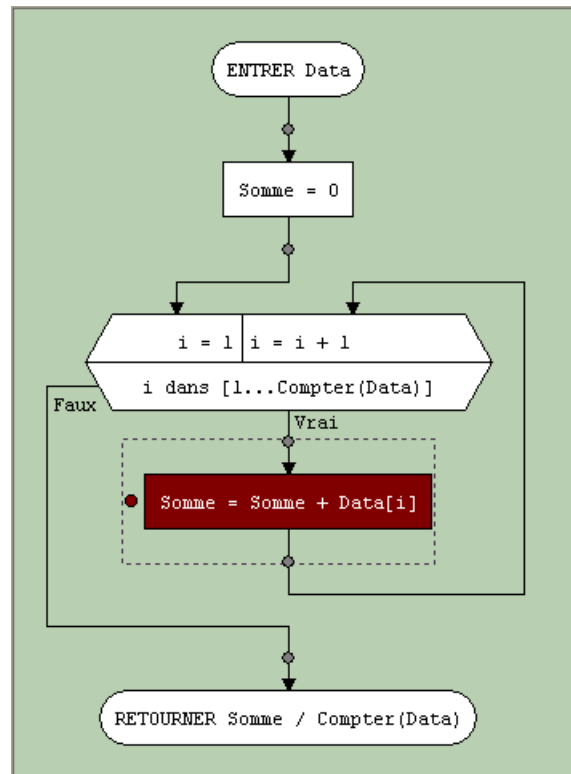 ENTRER Data
Somme = 0
i = 1
i = i + 1
i dans [1...Compter(Data)]
Faux
Vrai
Somme = Somme + Data[i]
RETOURNER Somme / Compter(Data)